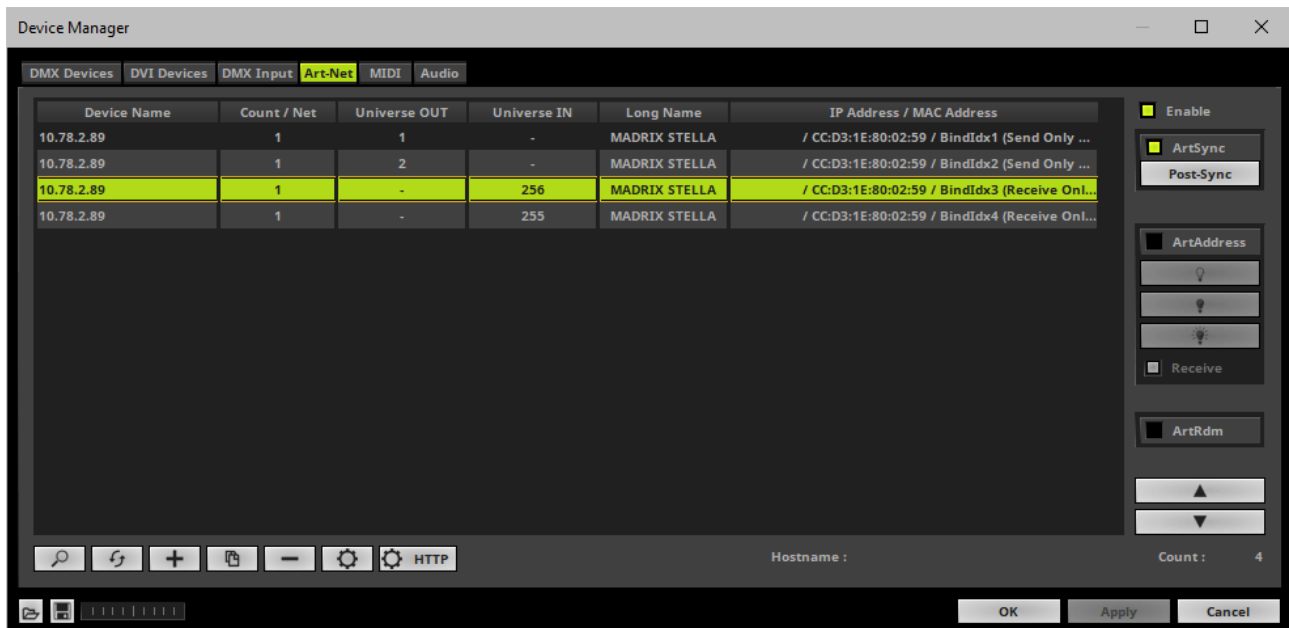 Device Manager
DMX Devices DVI Devices DMX Input Art-Net MIDI Audio
Device Name Count / Net Universe OUT Universe IN Long Name IP Address / MAC Address
10.78.2.89 1 1 - MADRIX STELLA / CC:D3:1E:80:02:59 / BindIdx1 (Send Only ...
10.78.2.89 1 2 - MADRIX STELLA / CC:D3:1E:80:02:59 / BindIdx2 (Send Only ...
10.78.2.89 1 - 256 MADRIX STELLA / CC:D3:1E:80:02:59 / BindIdx3 (Receive Onl...
10.78.2.89 1 - 255 MADRIX STELLA / CC:D3:1E:80:02:59 / BindIdx4 (Receive Onl...
Enable
ArtSync
Post-Sync
ArtAddress
Receive
ArtRdm
HTTP
Hostname :
Count : 4
OK Apply Cancel